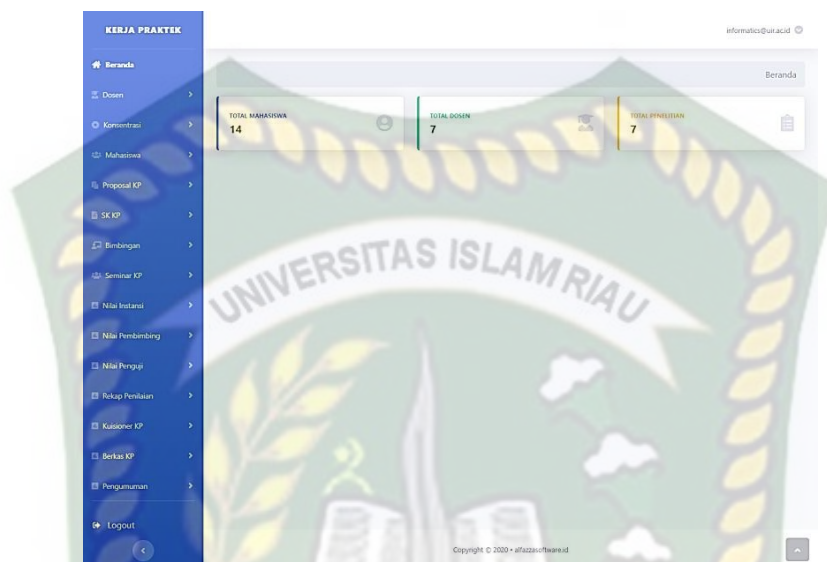 KERJA PRAKTEK
informatics@uir.ac.id
Beranda
Beranda
Dosen
Konsentrasi
Mahasiswa
Proposal KP
SK KP
Bimbingan
Seminar KP
Nilai Instansi
Nilai Pembimbing
Nilai Penguji
Rekap Penilaian
Kuisioner KP
Berkas KP
Pengumuman
Logout
TOTAL MAHASISWA
14
TOTAL DOSEN
7
TOTAL PENELITIAN
7
UNIVERSITAS ISLAM RIAU
Copyright © 2020 • alfazzasoftware.id